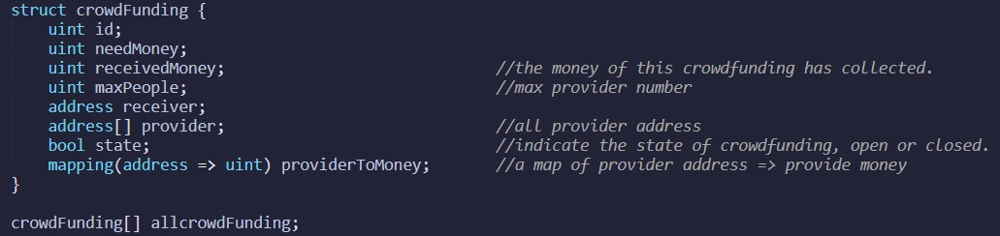 struct crowdFunding {
    uint id;
    uint needMoney;
    uint receivedMoney;                            //the money of this crowdfunding has collected.
    uint maxPeople;                                //max provider number
    address receiver;
    address[] provider;                            //all provider address
    bool state;                                    //indicate the state of crowdfunding, open or closed.
    mapping(address => uint) providerToMoney;      //a map of provider address => provide money
}

crowdFunding[] allcrowdFunding;